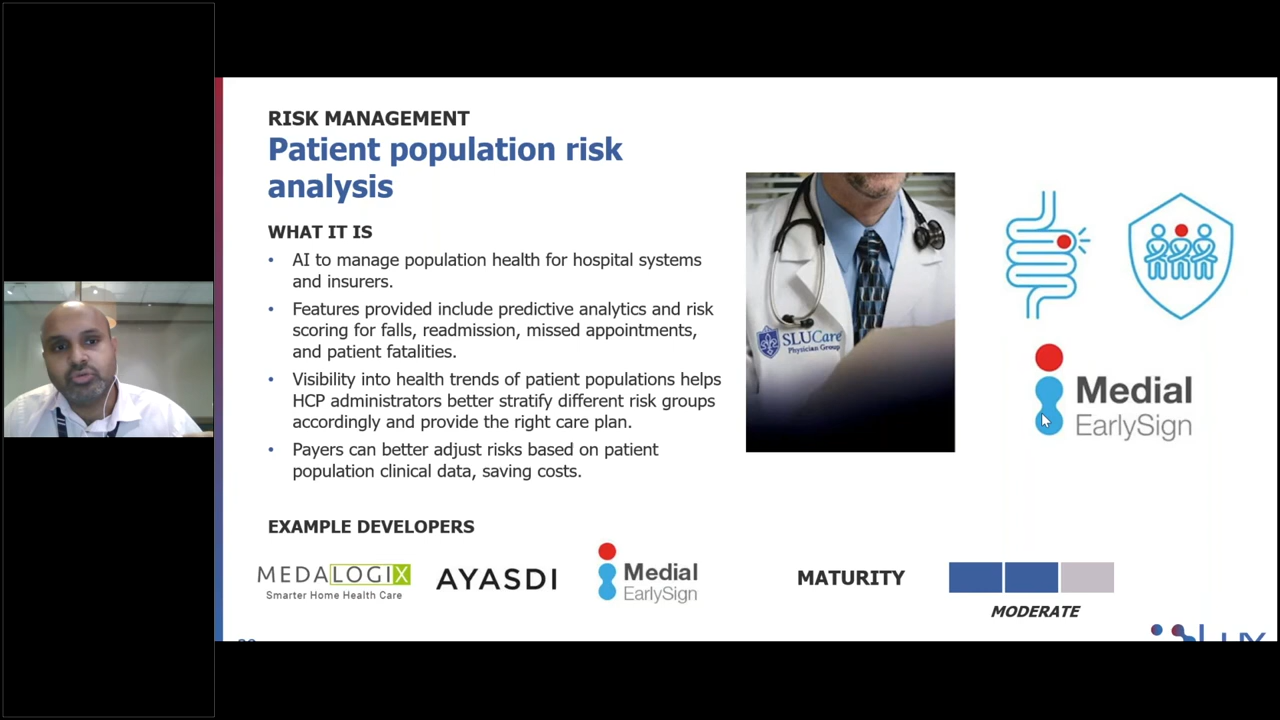 RISK MANAGEMENT
Patient population risk
analysis
WHAT IT IS
• AI to manage population health for hospital systems
and insurers.
• Features provided include predictive analytics and risk
scoring for falls, readmission, missed appointments,
and patient fatalities.
• Visibility into health trends of patient populations helps
HCP administrators better stratify different risk groups
accordingly and provide the right care plan.
• Payers can better adjust risks based on patient
population clinical data, saving costs.
SLUCare
Physician Group
Medial
EarlySign
EXAMPLE DEVELOPERS
MEDALOGIX
Smarter Home Health Care
AYASDI
Medial
EarlySign
MATURITY
MODERATE